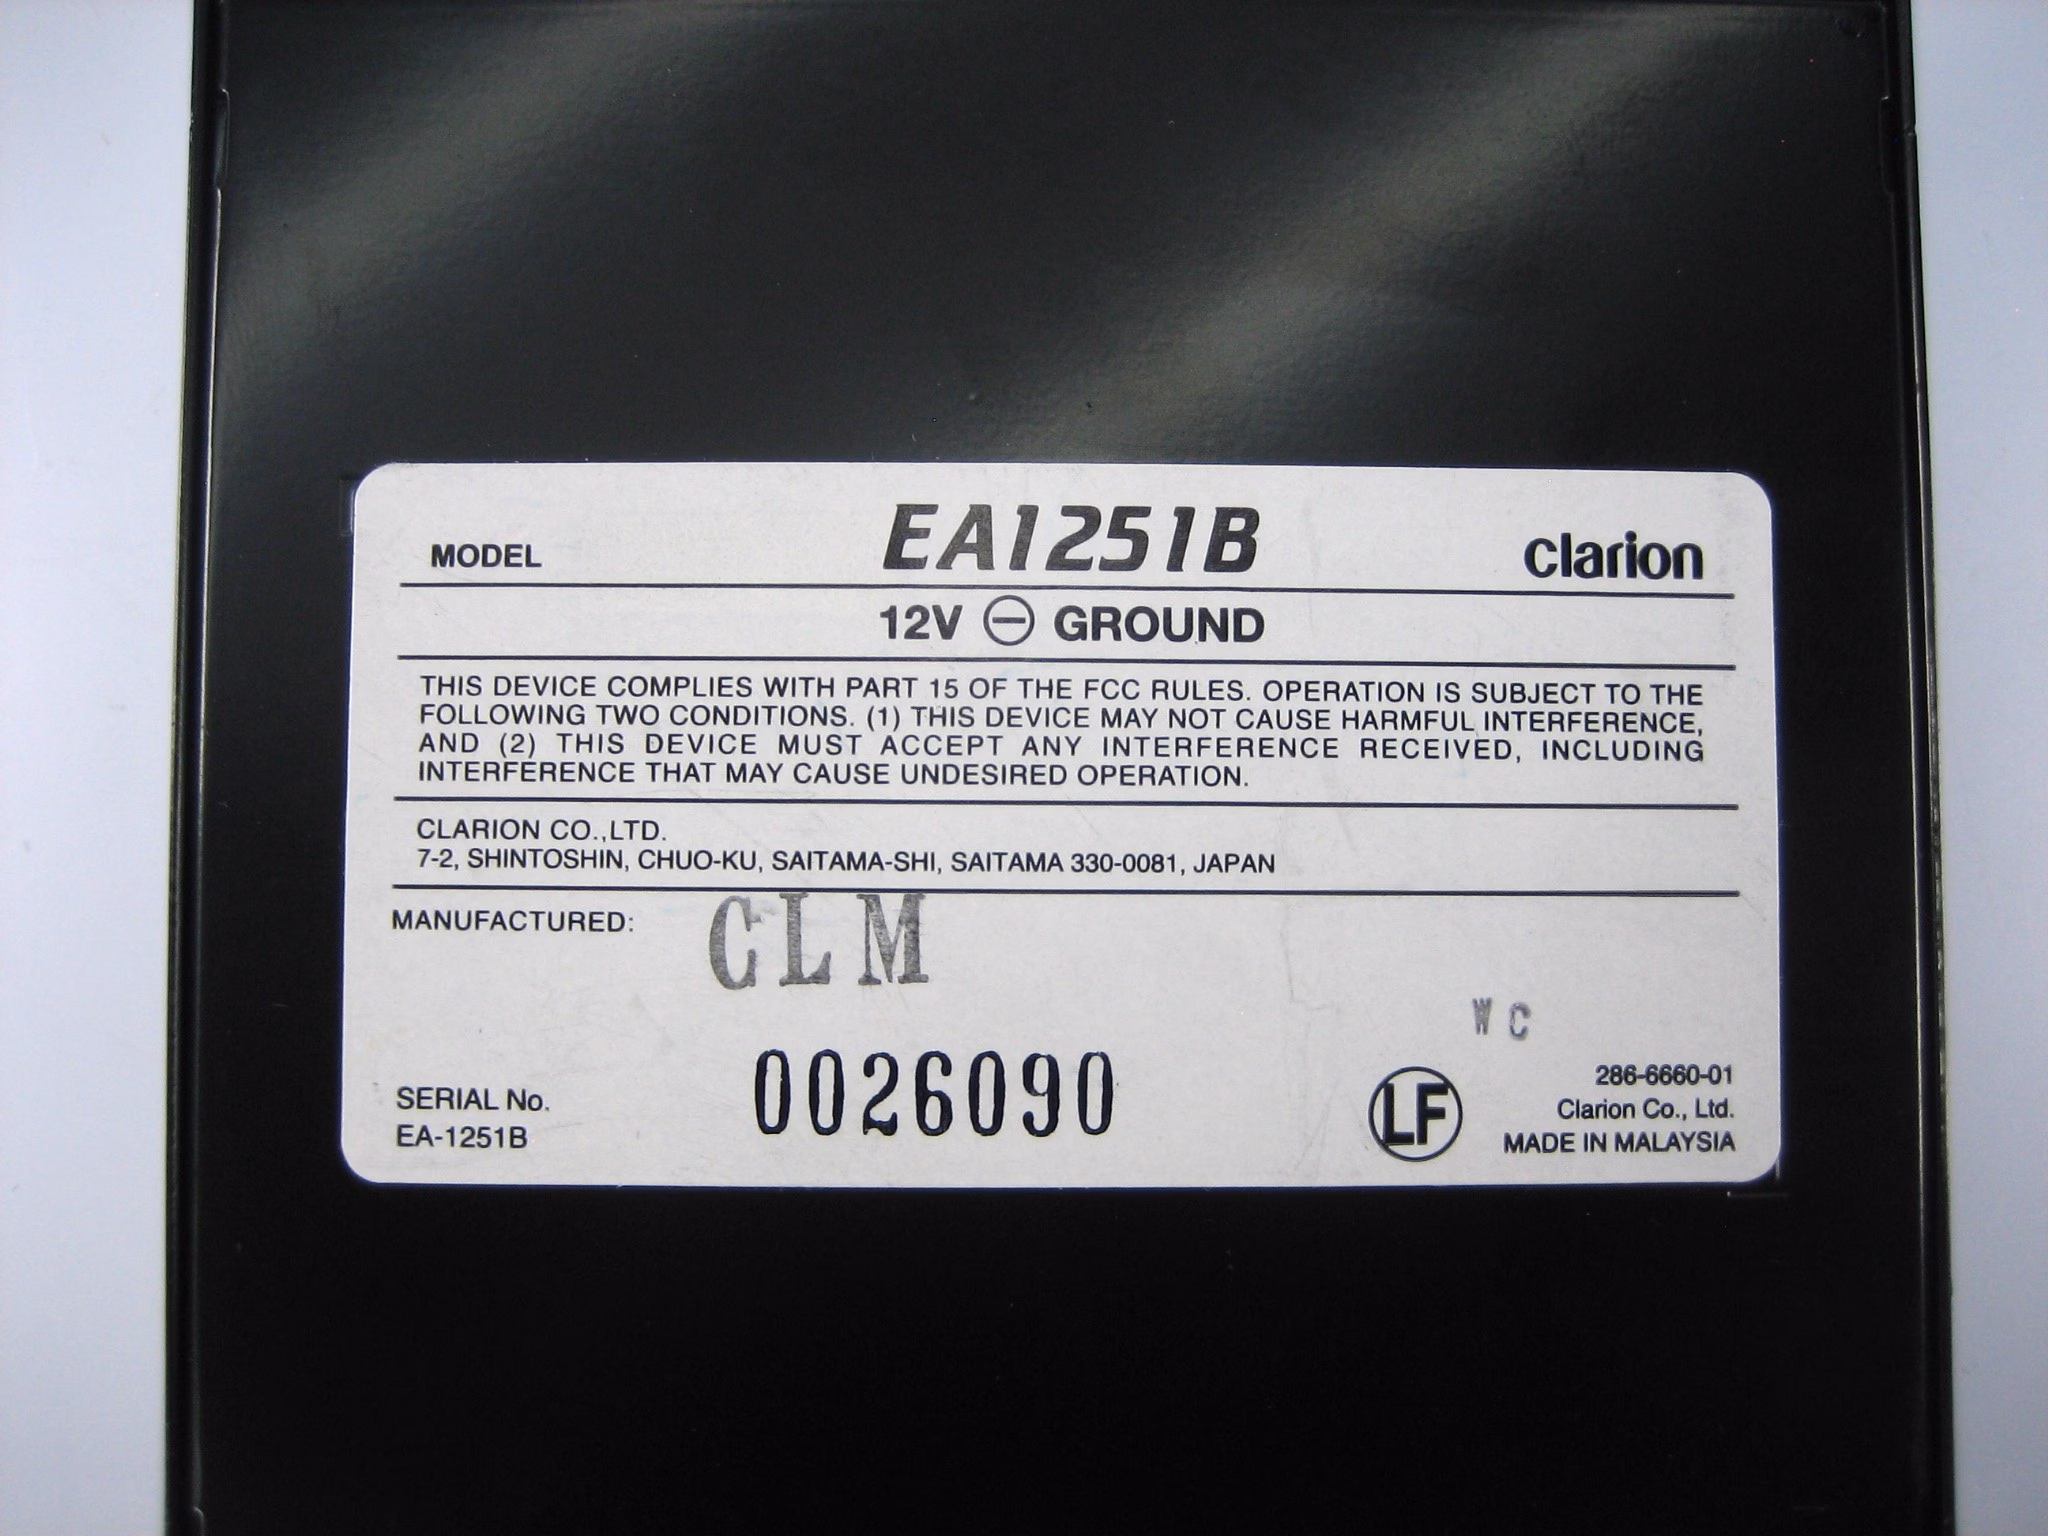 MODEL EA1251B Clarion
12V ⊖ GROUND
THIS DEVICE COMPLIES WITH PART 15 OF THE FCC RULES. OPERATION IS SUBJECT TO THE
FOLLOWING TWO CONDITIONS. (1) THIS DEVICE MAY NOT CAUSE HARMFUL INTERFERENCE,
AND (2) THIS DEVICE MUST ACCEPT ANY INTERFERENCE RECEIVED, INCLUDING
INTERFERENCE THAT MAY CAUSE UNDESIRED OPERATION.
CLARION CO.,LTD.
7-2, SHINTOSHIN, CHUO-KU, SAITAMA-SHI, SAITAMA 330-0081, JAPAN
MANUFACTURED: CLM
WC
SERIAL No. 0026090
EA-1251B
LF
286-6660-01
Clarion Co., Ltd.
MADE IN MALAYSIA